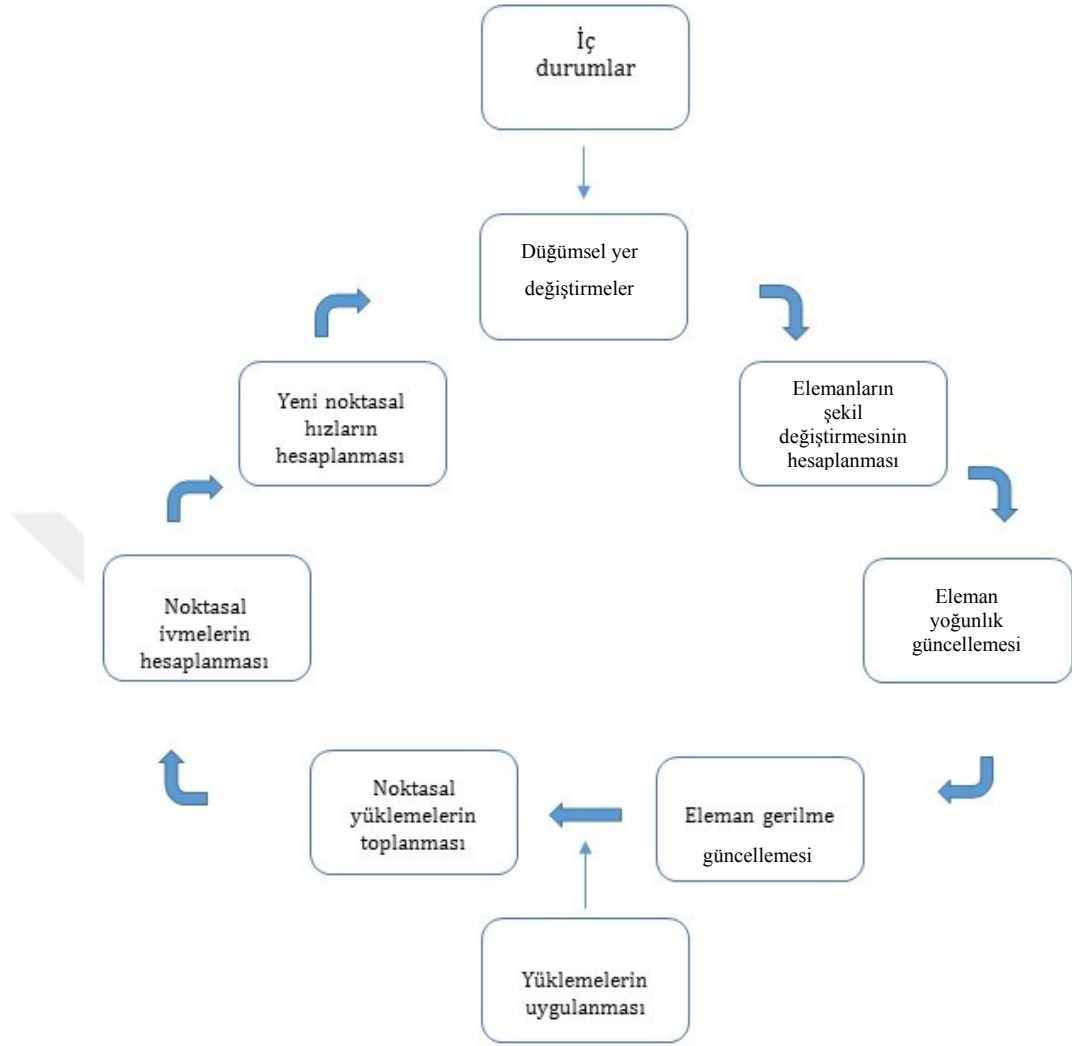 İç
durumlar
Düğümsel yer
değiştirmeler
Elemanların
şekil
değiştirmesinin
hesaplanması
Eleman
yoğunlık
güncellemesi
Eleman gerilme
güncellemesi
Yüklemelerin
uygulanması
Noktasal
yüklemelerin
toplanması
Noktasal
ivmelerin
hesaplanması
Yeni noktasal
hızların
hesaplanması